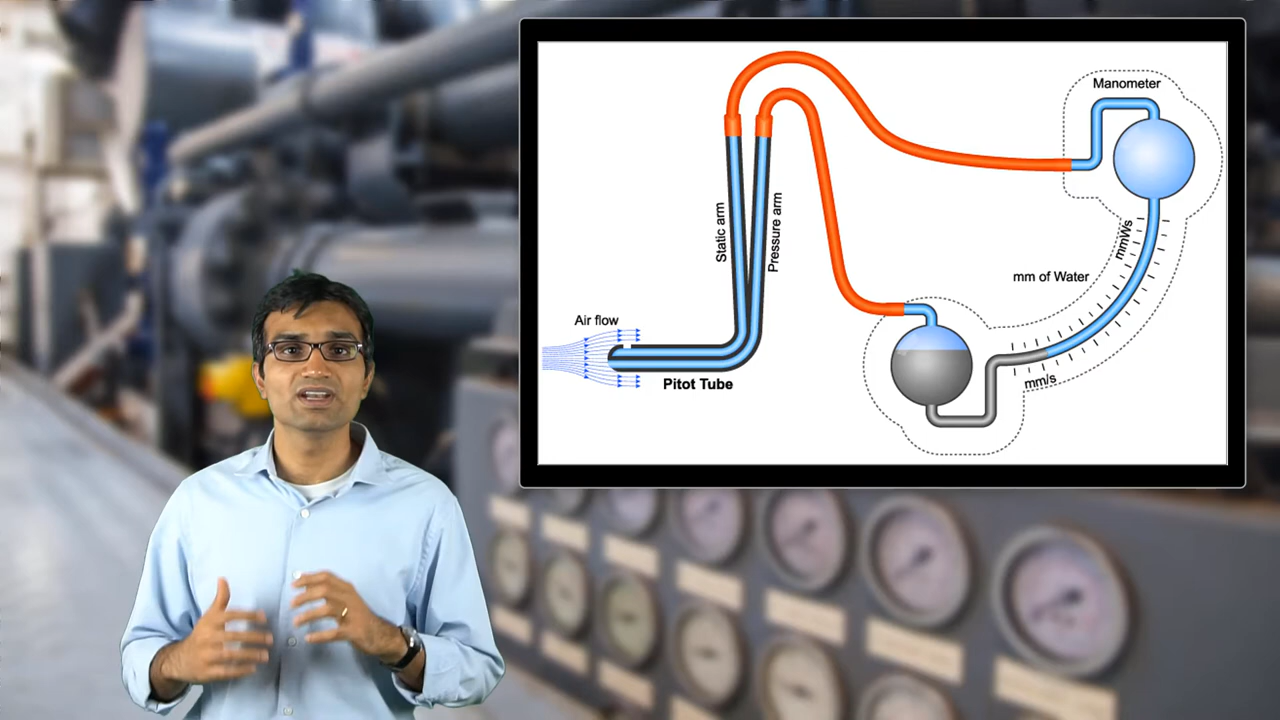 Manometer
Static arm
Pressure arm
mmWs
mm of Water
Air flow
mm/s
Pitot Tube